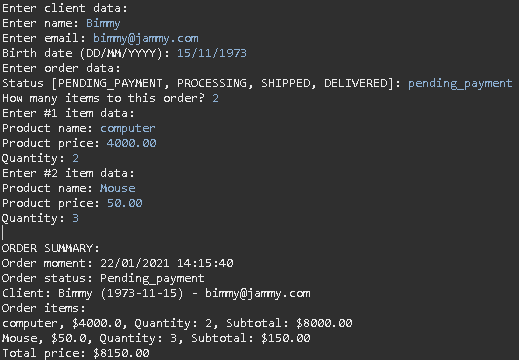 Enter client data:
Enter name: Bimmy
Enter email: bimmy@jammy.com
Birth date (DD/MM/YYYY): 15/11/1973
Enter order data:
Status [PENDING_PAYMENT, PROCESSING, SHIPPED, DELIVERED]: pending_payment
How many items to this order? 2
Enter #1 item data:
Product name: computer
Product price: 4000.00
Quantity: 2
Enter #2 item data:
Product name: Mouse
Product price: 50.00
Quantity: 3
ORDER SUMMARY:
Order moment: 22/01/2021 14:15:40
Order status: Pending_payment
Client: Bimmy (1973-11-15) - bimmy@jammy.com
Order items:
computer, $4000.0, Quantity: 2, Subtotal: $8000.00
Mouse, $50.0, Quantity: 3, Subtotal: $150.00
Total price: $8150.00